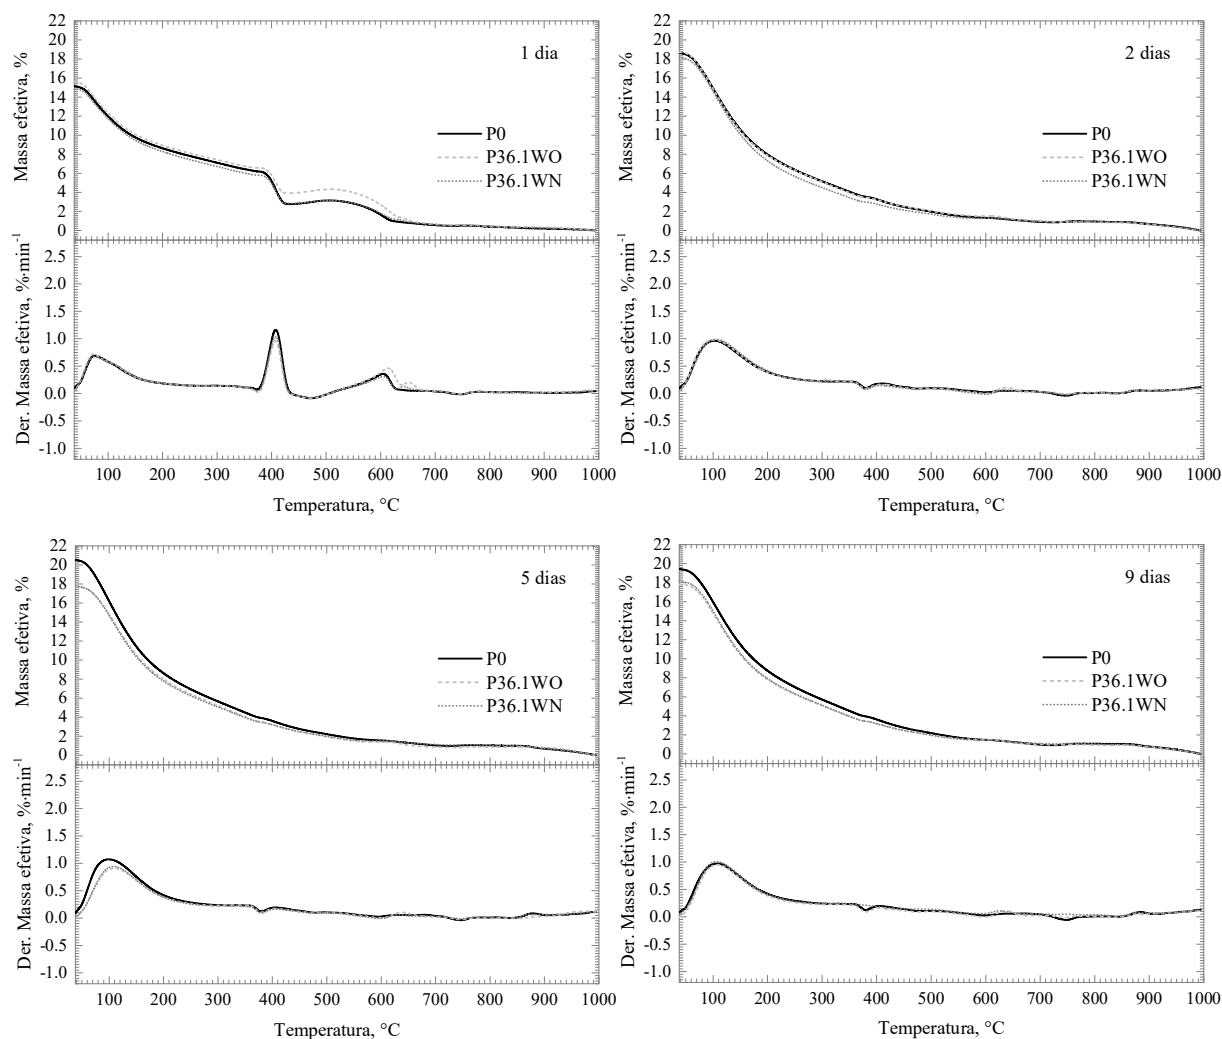 1 dia
Massa efetiva, %
22
20
18
16
14
12
10
8
6
4
2
0
P0
P36.1WO
P36.1WN
Der. Massa efetiva, %·min-1
2.5
2.0
1.5
1.0
0.5
0.0
-0.5
-1.0
100 200 300 400 500 600 700 800 900 1000
Temperatura, °C
2 dias
Massa efetiva, %
22
20
18
16
14
12
10
8
6
4
2
0
P0
P36.1WO
P36.1WN
Der. Massa efetiva, %·min-1
2.5
2.0
1.5
1.0
0.5
0.0
-0.5
-1.0
100 200 300 400 500 600 700 800 900 1000
Temperatura, °C
5 dias
Massa efetiva, %
22
20
18
16
14
12
10
8
6
4
2
0
P0
P36.1WO
P36.1WN
Der. Massa efetiva, %·min-1
2.5
2.0
1.5
1.0
0.5
0.0
-0.5
-1.0
100 200 300 400 500 600 700 800 900 1000
Temperatura, °C
9 dias
Massa efetiva, %
22
20
18
16
14
12
10
8
6
4
2
0
P0
P36.1WO
P36.1WN
Der. Massa efetiva, %·min-1
2.5
2.0
1.5
1.0
0.5
0.0
-0.5
-1.0
100 200 300 400 500 600 700 800 900 1000
Temperatura, °C